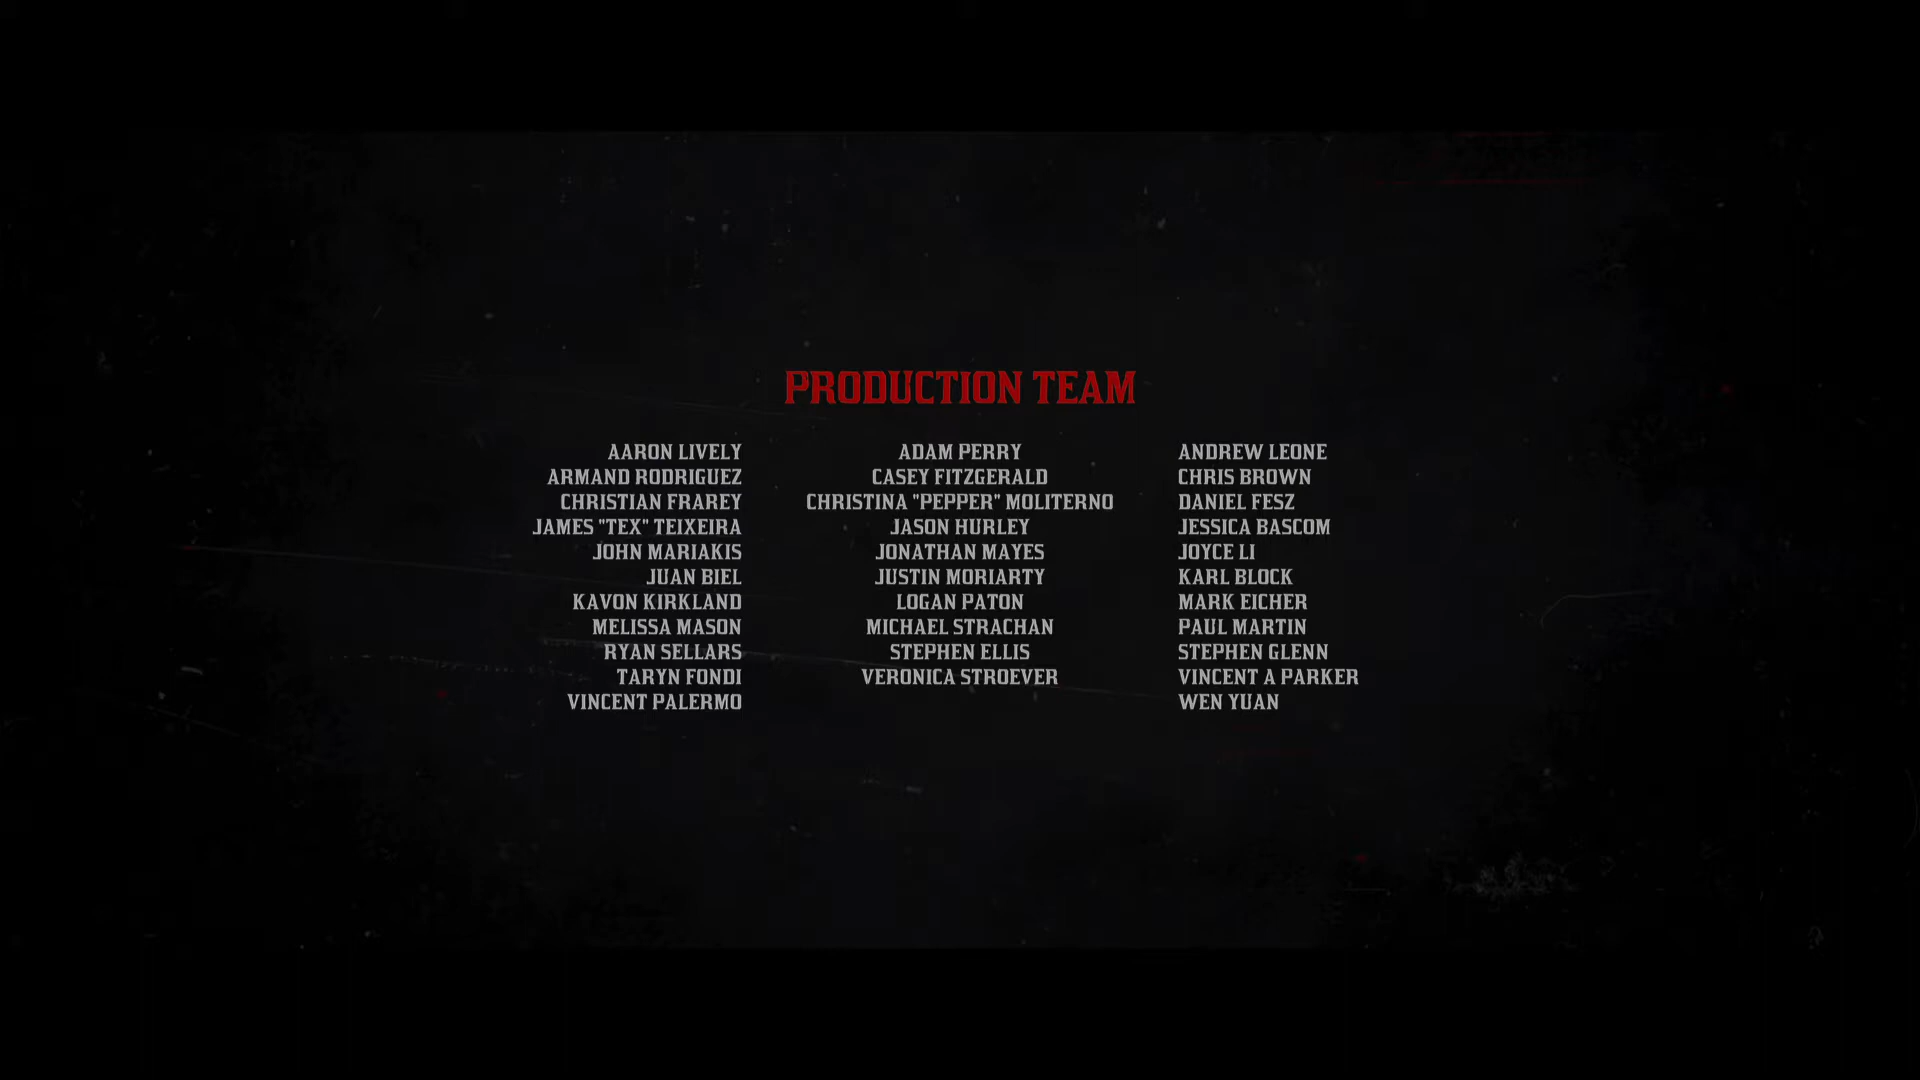 PRODUCTION TEAM
AARON LIVELY ADAM PERRY ANDREW LEONE
ARMAND RODRIGUEZ CASEY FITZGERALD CHRIS BROWN
CHRISTIAN FRAREY CHRISTINA "PEPPER" MOLITERNO DANIEL FESZ
JAMES "TEX" TEIXEIRA JASON HURLEY JESSICA BASCOM
JOHN MARIAKIS JONATHAN MAYES JOYCE LI
JUAN BIEL JUSTIN MORIARTY KARL BLOCK
KAVON KIRKLAND LOGAN PATON MARK EICHER
MELISSA MASON MICHAEL STRACHAN PAUL MARTIN
RYAN SELLARS STEPHEN ELLIS STEPHEN GLENN
TARYN FONDI VERONICA STROEVER VINCENT A PARKER
VINCENT PALERMO WEN YUAN